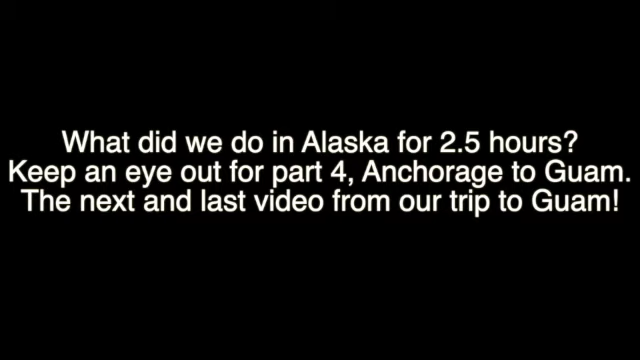 What did we do in Alaska for 2.5 hours?
Keep an eye out for part 4, Anchorage to Guam.
The next and last video from our trip to Guam!